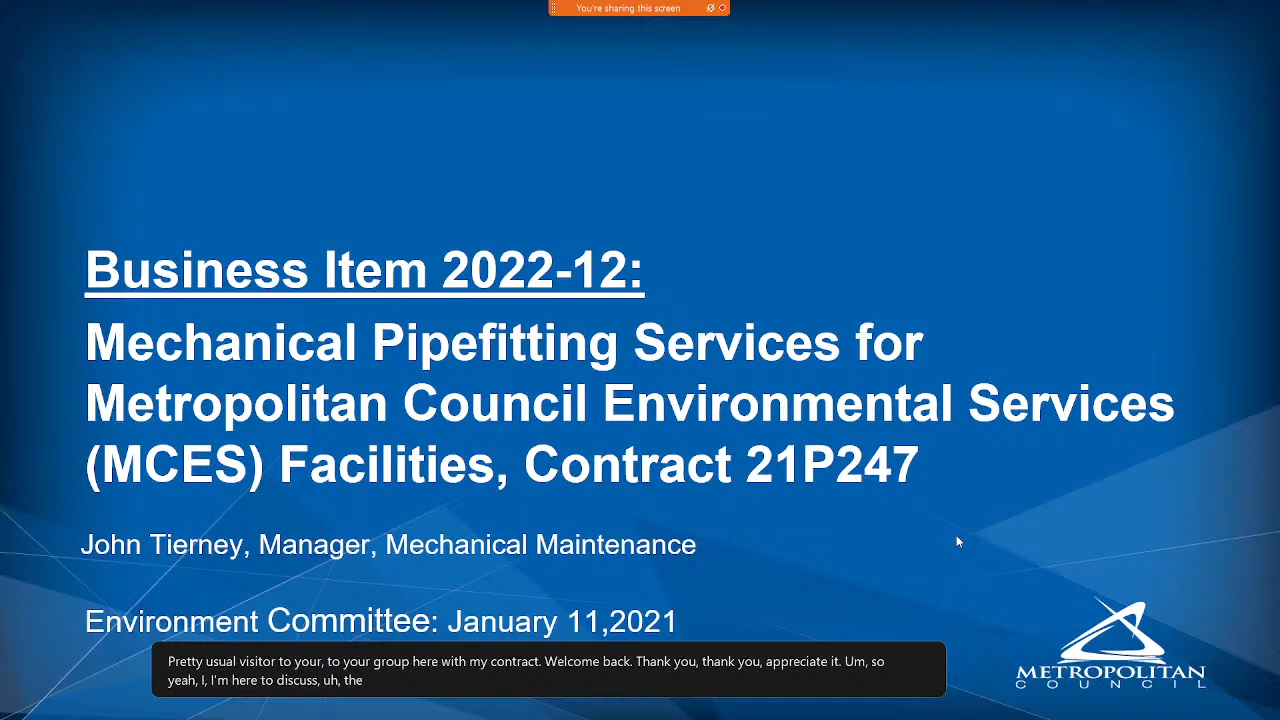 You're sharing this screen
Business Item 2022-12:
Mechanical Pipefitting Services for
Metropolitan Council Environmental Services
(MCES) Facilities, Contract 21P247
John Tierney, Manager, Mechanical Maintenance
Environment Committee: January 11,2021
Pretty usual visitor to your, to your group here with my contract. Welcome back. Thank you, thank you, appreciate it. Um, so
yeah, I, I'm here to discuss, uh, the
METROPOLITAN
COUNCIL